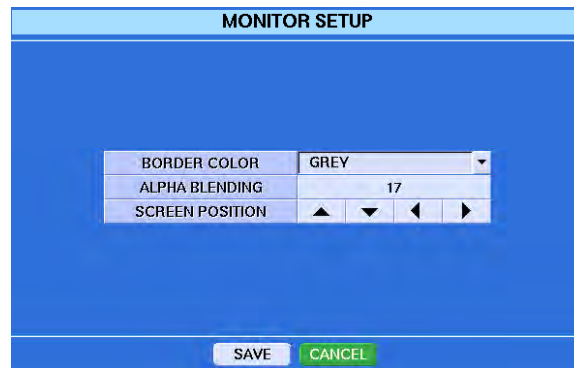 MONITOR SETUP
BORDER COLOR GREY
ALPHA BLENDING 17
SCREEN POSITION
SAVE CANCEL